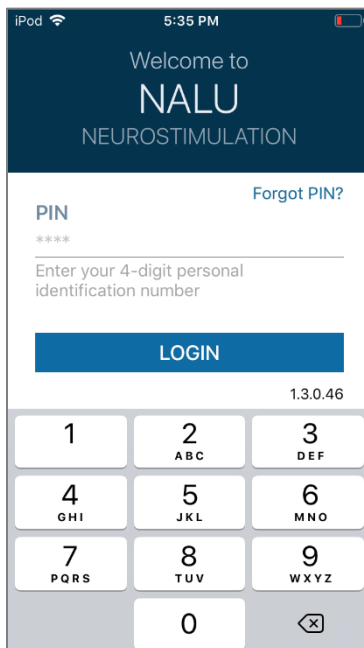 iPod 5:35 PM
Welcome to
NALU
NEUROSTIMULATION
Forgot PIN?
PIN
****
Enter your 4-digit personal
identification number
LOGIN
1.3.0.46
1 2 3
ABC DEF
4 5 6
GHI JKL MNO
7 8 9
PQRS TUV WXYZ
0